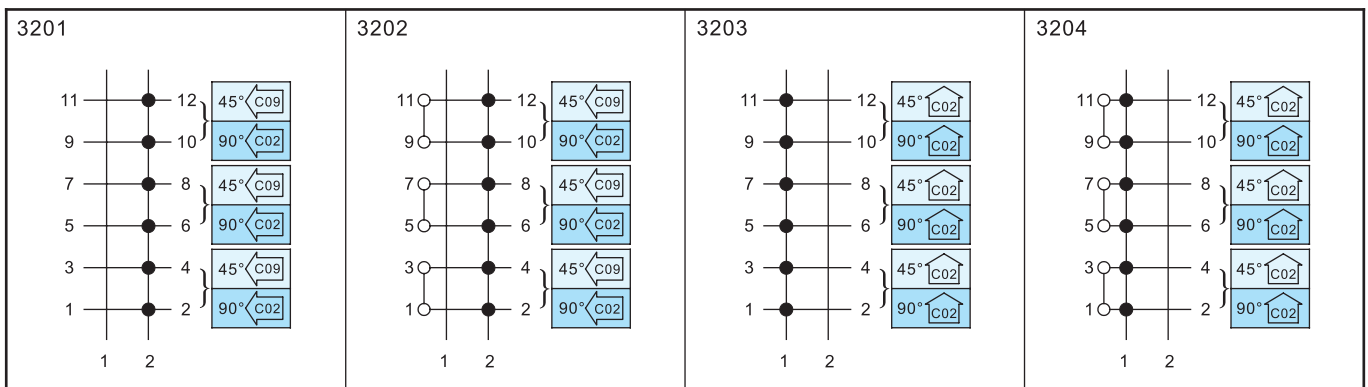 3201 3202 3203 3204
11 12 45° C09 11 12 45° C09 11 12 45° C02 11 12 45° C02
9 10 90° C02 9 10 90° C02 9 10 90° C02 9 10 90° C02
7 8 45° C09 7 8 45° C09 7 8 45° C02 7 8 45° C02
5 6 90° C02 5 6 90° C02 5 6 90° C02 5 6 90° C02
3 4 45° C09 3 4 45° C09 3 4 45° C02 3 4 45° C02
1 2 90° C02 1 2 90° C02 1 2 90° C02 1 2 90° C02
1 2 1 2 1 2 1 2